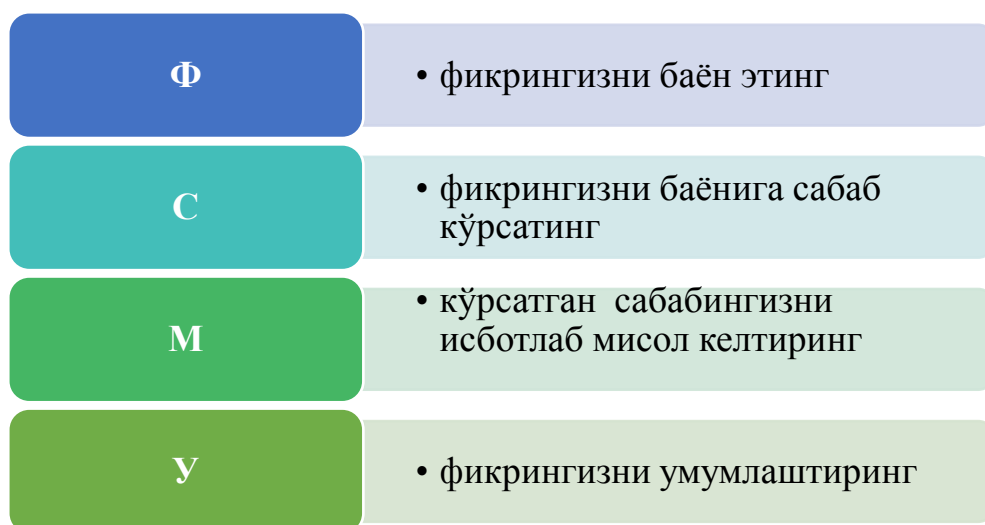 Ф
• фикрингизни баён этинг
С
• фикрингизни баёнига сабаб
кўрсатинг
М
• кўрсатган сабабингизни
исботлаб мисол келтиринг
У
• фикрингизни умумлаштиринг